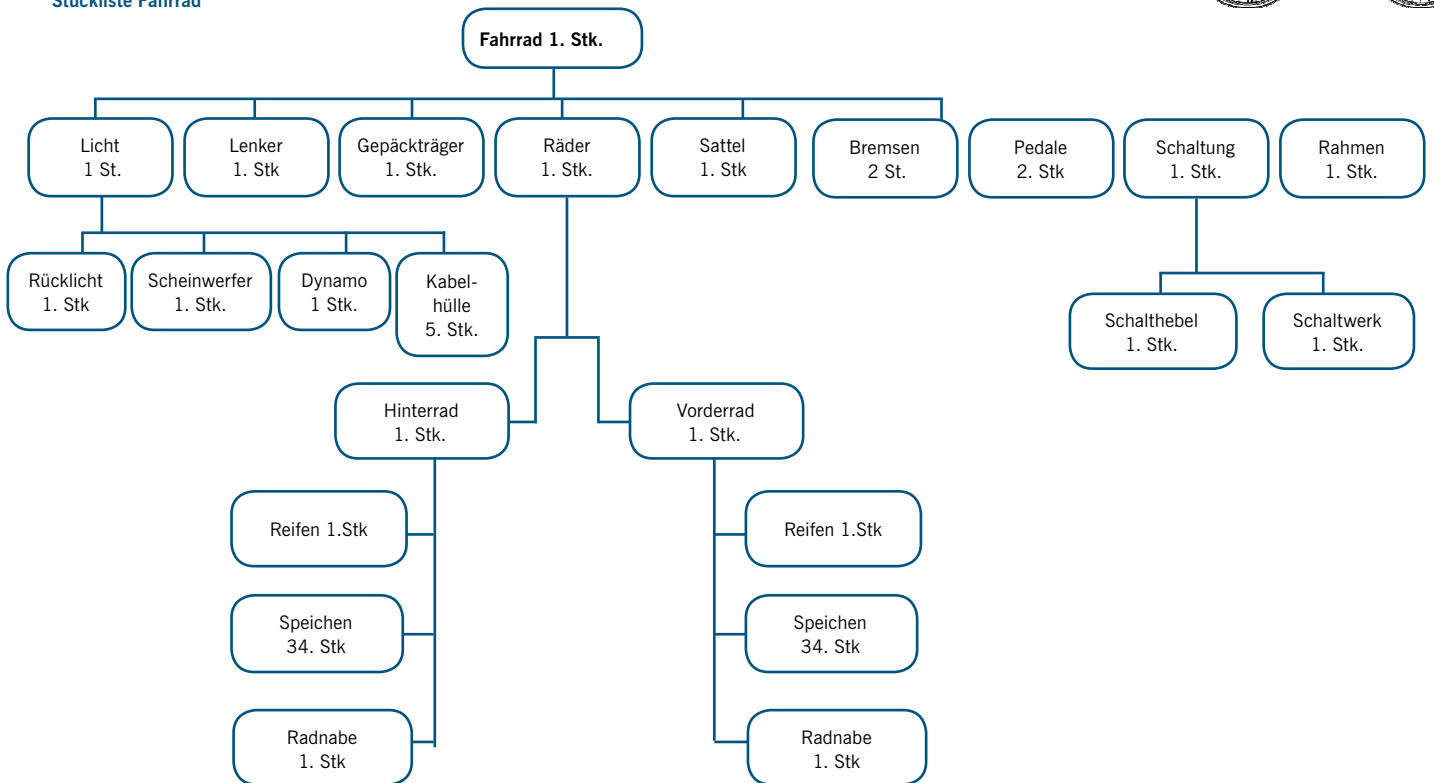 Stückliste Fahrrad
Fahrrad 1. Stk.
Licht
1 St.
Lenker
1. Stk
Gepäckträger
1. Stk.
Räder
1. Stk.
Sattel
1. Stk
Bremsen
2 St.
Pedale
2. Stk
Schaltung
1. Stk.
Rahmen
1. Stk.
Rücklicht
1. Stk
Scheinwerfer
1. Stk.
Dynamo
1 Stk.
Kabel-
hülle
5. Stk.
Schalthebel
1. Stk.
Schaltwerk
1. Stk.
Hinterrad
1. Stk.
Vorderrad
1. Stk.
Reifen 1.Stk
Reifen 1.Stk
Speichen
34. Stk
Speichen
34. Stk
Radnabe
1. Stk
Radnabe
1. Stk